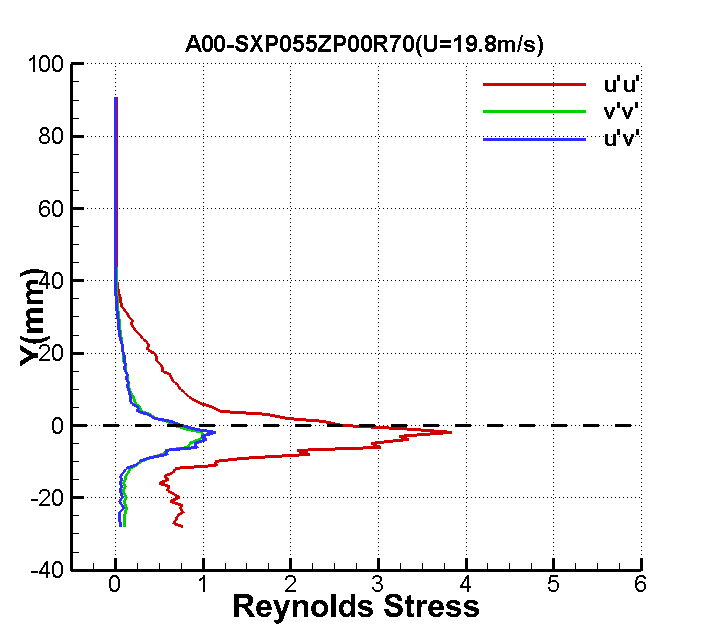 A00-SXP055ZP00R70(U=19.8m/s)
100
80
60
40
20
0
-20
-40
Y(mm)
u'u'
v'v'
u'v'
0 1 2 3 4 5 6
Reynolds Stress